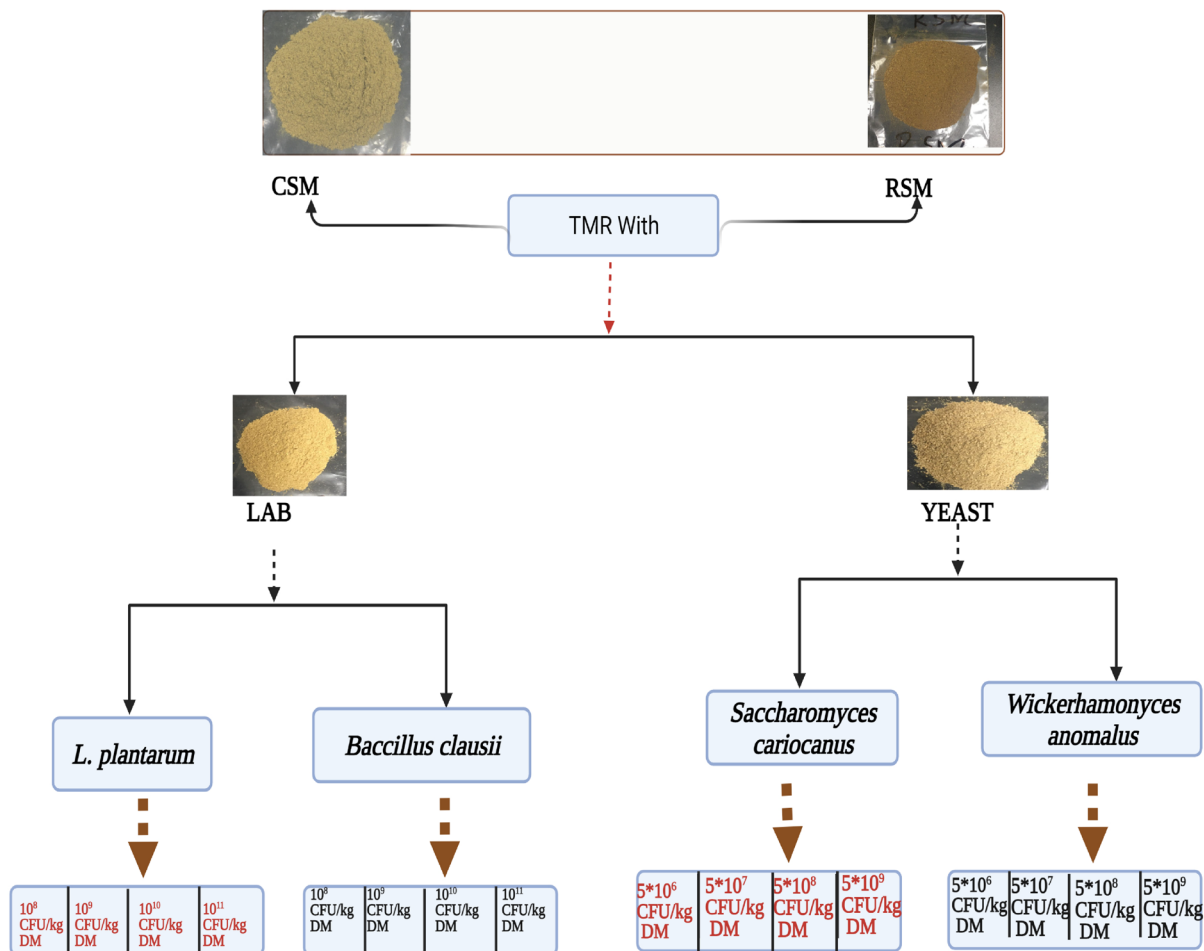 RSM
RSM
CSM
RSM
TMR With
LAB
YEAST
L. plantarum
Baccillus clausii
Saccharomyces
cariocanus
Wickerhamonyces
anomalus
10⁸
CFU/kg
DM
10⁹
CFU/kg
DM
10¹⁰
CFU/kg
DM
10¹¹
CFU/kg
DM
10⁸
CFU/kg
DM
10⁹
CFU/kg
DM
10¹⁰
CFU/kg
DM
10¹¹
CFU/kg
DM
5*10⁶
CFU/kg
DM
5*10⁷
CFU/kg
DM
5*10⁸
CFU/kg
DM
5*10⁹
CFU/kg
DM
5*10⁶
CFU/kg
DM
5*10⁷
CFU/kg
DM
5*10⁸
CFU/kg
DM
5*10⁹
CFU/kg
DM